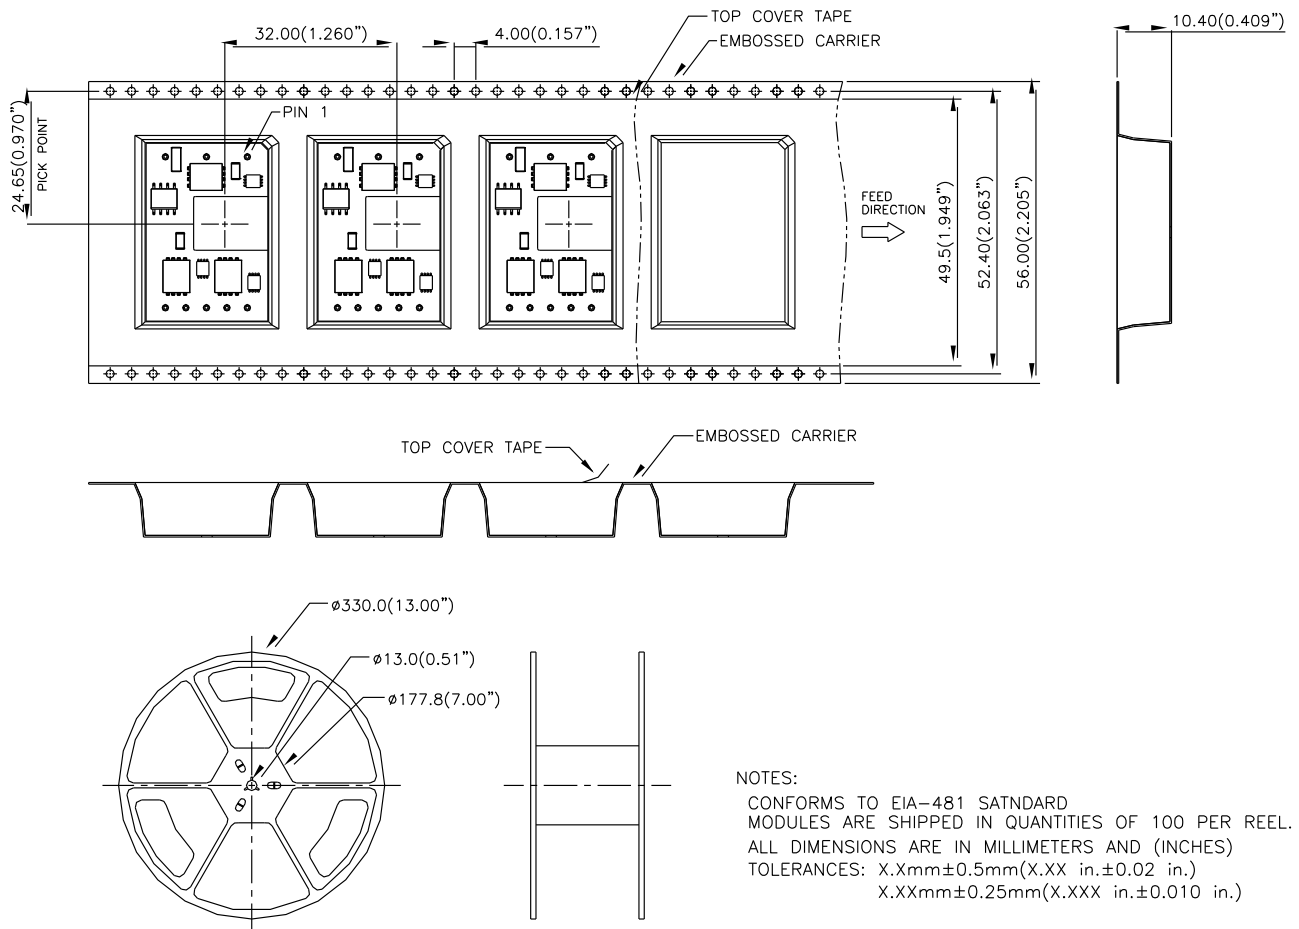 TOP COVER TAPE
EMBOSSED CARRIER
10.40(0.409”)
32.00(1.260”)
4.00(0.157”)
PIN 1
24.65(0.970”)
PICK POINT
FEED
DIRECTION
49.5(1.949”)
52.40(2.063”)
56.00(2.205”)
TOP COVER TAPE
EMBOSSED CARRIER
ø330.0(13.00”)
ø13.0(0.51”)
ø177.8(7.00”)
NOTES:
CONFORMS TO EIA-481 SATNDARD
MODULES ARE SHIPPED IN QUANTITIES OF 100 PER REEL.
ALL DIMENSIONS ARE IN MILLIMETERS AND (INCHES)
TOLERANCES: X.Xmm±0.5mm(X.XX in.±0.02 in.)
X.XXmm±0.25mm(X.XXX in.±0.010 in.)